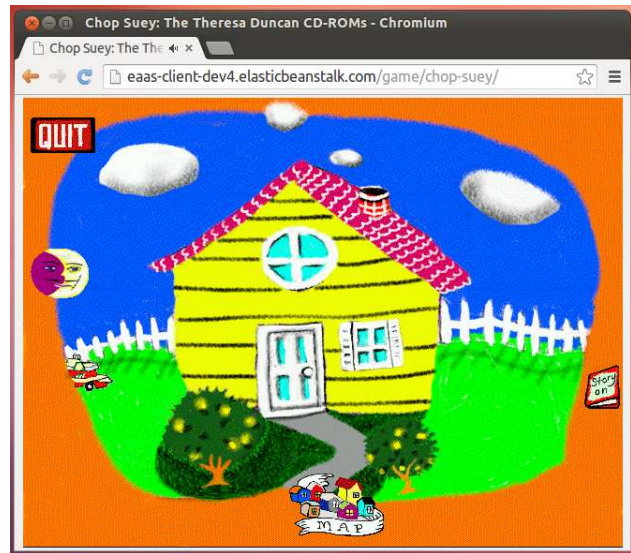 Chop Suey: The Theresa Duncan CD-ROMs - Chromium
Chop Suey: The The
eaas-client-dev4.elasticbeanstalk.com/game/chop-suey/
QUIT
Story
on
MAP